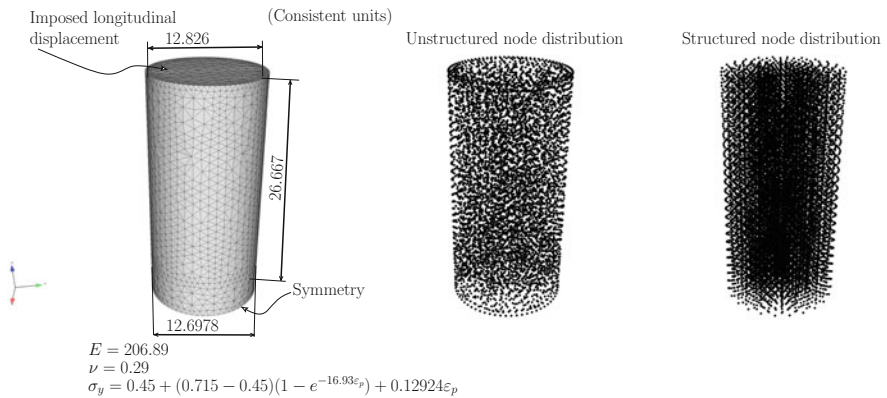 Imposed longitudinal
displacement
(Consistent units)
12.826
26.667
Symmetry
12.6978
E = 206.89
ν = 0.29
σ_y = 0.45 + (0.715 − 0.45)(1 − e^{−16.93ε_p}) + 0.12924ε_p
Unstructured node distribution
Structured node distribution